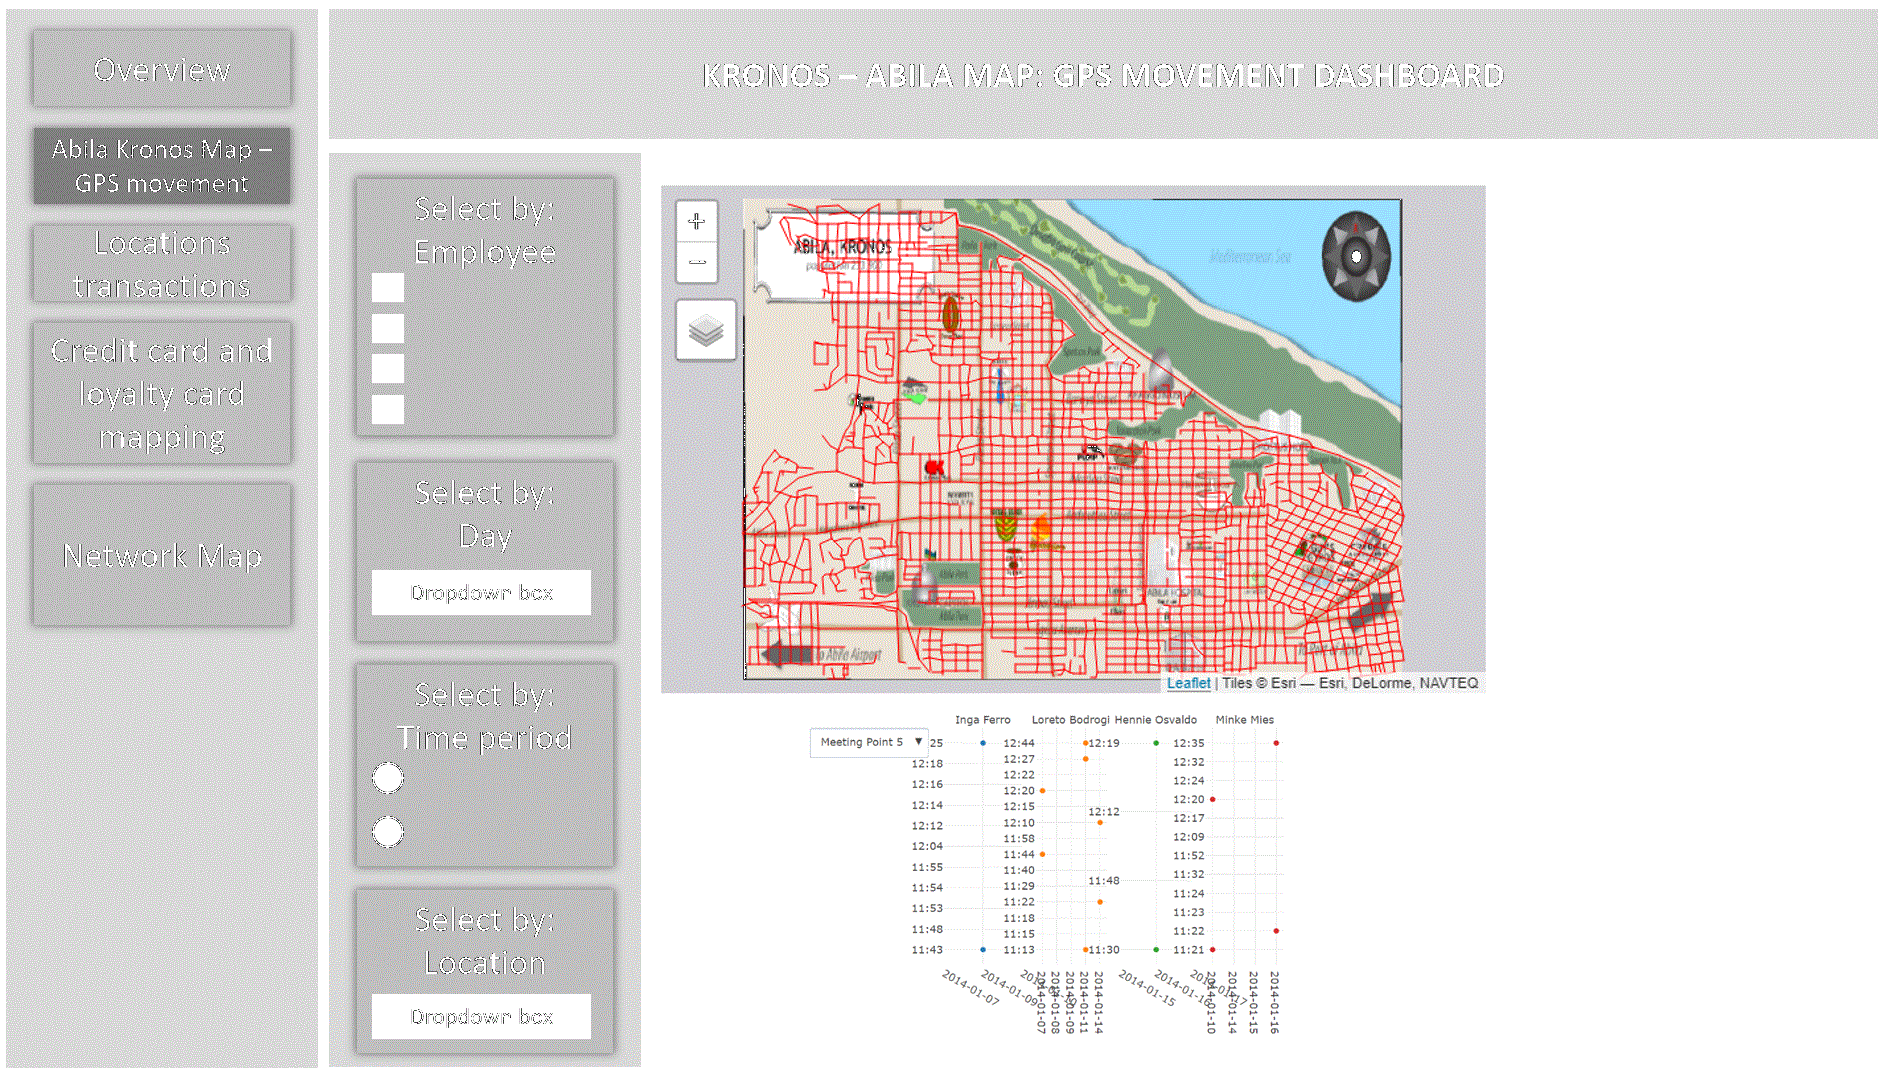 Overview
Abila Kronos Map –
GPS movement
Locations
transactions
Credit card and
loyalty card
mapping
Network Map
KRONOS – ABILA MAP: GPS MOVEMENT DASHBOARD
Select by:
Employee
Select by:
Day
Dropdown box
Select by:
Time period
Select by:
Location
Dropdown box
+
−
ABILA, KRONOS
Mediterranean Sea
Abila Park
Abila Park
to Abila Airport
ABILA HOSPITAL
Leaflet | Tiles © Esri — Esri, DeLorme, NAVTEQ
Meeting Point 5 ▼
Inga Ferro
25
12:18
12:16
12:14
12:12
12:04
11:55
11:54
11:53
11:48
11:43
2014-01-07
2014-01-09
Loreto Bodrogi
12:44
12:27
12:22
12:20
12:15
12:10
11:58
11:44
11:40
11:29
11:22
11:18
11:15
11:13
2014-01-07
2014-01-08
2014-01-09
2014-01-11
2014-01-14
Hennie Osvaldo
12:19
12:12
11:48
11:30
2014-01-15
2014-01-16
2014-01-17
Minke Mies
12:35
12:32
12:24
12:20
12:17
12:09
11:52
11:32
11:24
11:23
11:22
11:21
2014-01-10
2014-01-14
2014-01-15
2014-01-16